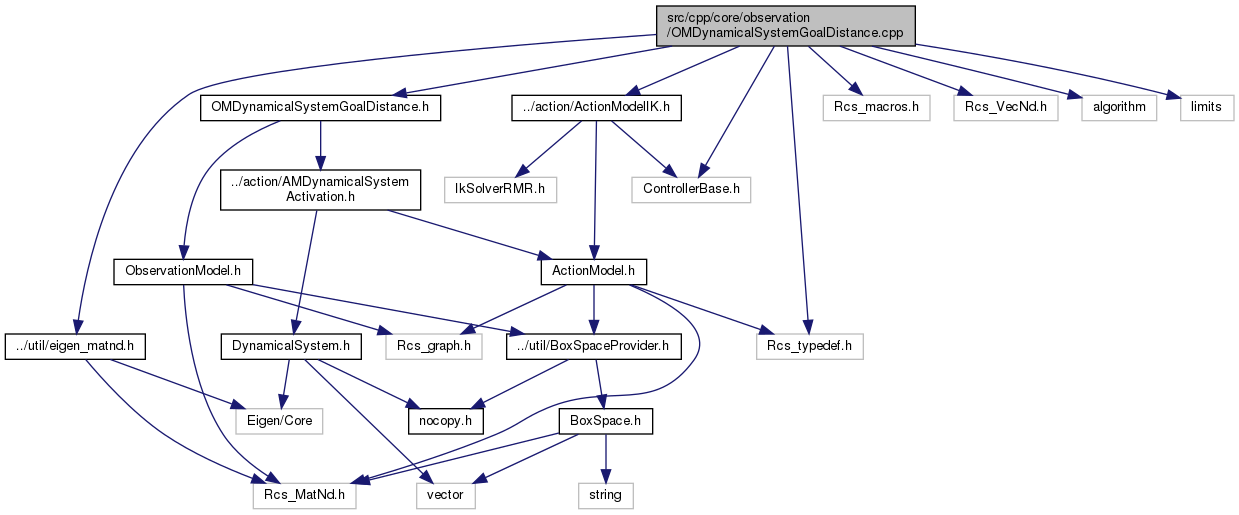 src/cpp/core/observation
/OMDynamicalSystemGoalDistance.cpp
OMDynamicalSystemGoalDistance.h
../action/ActionModelIK.h
Rcs_macros.h
Rcs_VecNd.h
algorithm
limits
../action/AMDynamicalSystem
Activation.h
IkSolverRMR.h
ControllerBase.h
ObservationModel.h
ActionModel.h
../util/eigen_matnd.h
DynamicalSystem.h
Rcs_graph.h
../util/BoxSpaceProvider.h
Rcs_typedef.h
Eigen/Core
nocopy.h
BoxSpace.h
Rcs_MatNd.h
vector
string